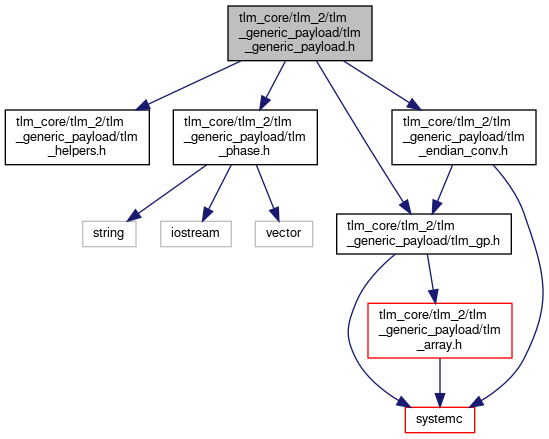 tlm_core/tlm_2/tlm
_generic_payload/tlm
_generic_payload.h
tlm_core/tlm_2/tlm
_generic_payload/tlm
_helpers.h
tlm_core/tlm_2/tlm
_generic_payload/tlm
_phase.h
tlm_core/tlm_2/tlm
_generic_payload/tlm
_endian_conv.h
string
iostream
vector
tlm_core/tlm_2/tlm
_generic_payload/tlm_gp.h
tlm_core/tlm_2/tlm
_generic_payload/tlm
_array.h
systemc